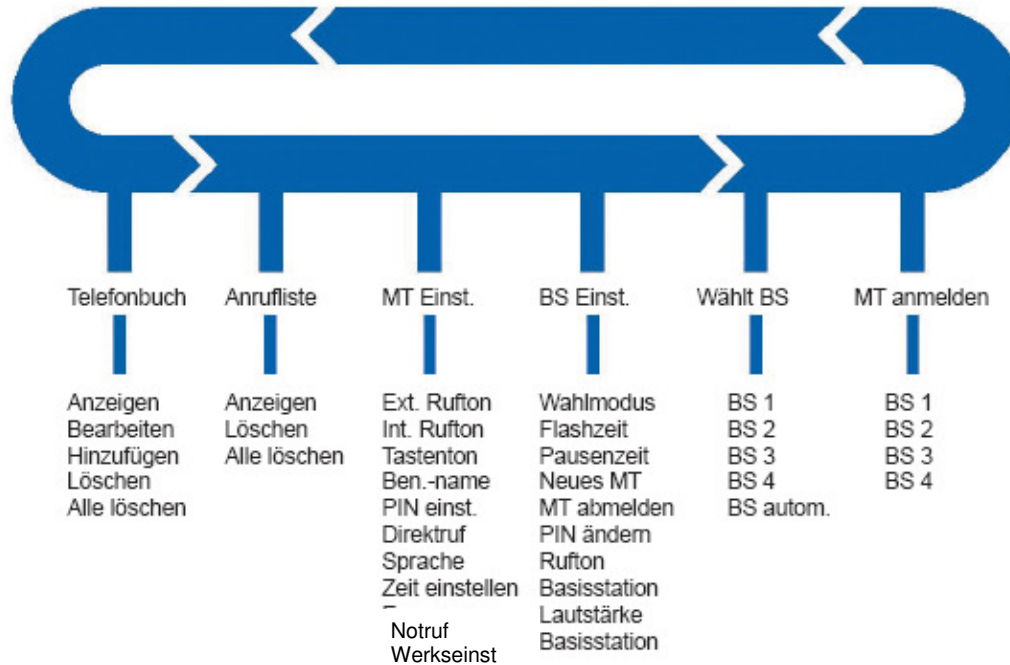 Telefonbuch
Anrufliste
MT Einst.
BS Einst.
Wählt BS
MT anmelden
Anzeigen
Bearbeiten
Hinzufügen
Löschen
Alle löschen
Anzeigen
Löschen
Alle löschen
Ext. Rufton
Int. Rufton
Tastenton
Ben.-name
PIN einst.
Direktruf
Sprache
Zeit einstellen
Notruf
Werkseinst
Wahlmodus
Flashzeit
Pausenzeit
Neues MT
MT abmelden
PIN ändern
Rufton
Basisstation
Lautstärke
Basisstation
BS 1
BS 2
BS 3
BS 4
BS autom.
BS 1
BS 2
BS 3
BS 4